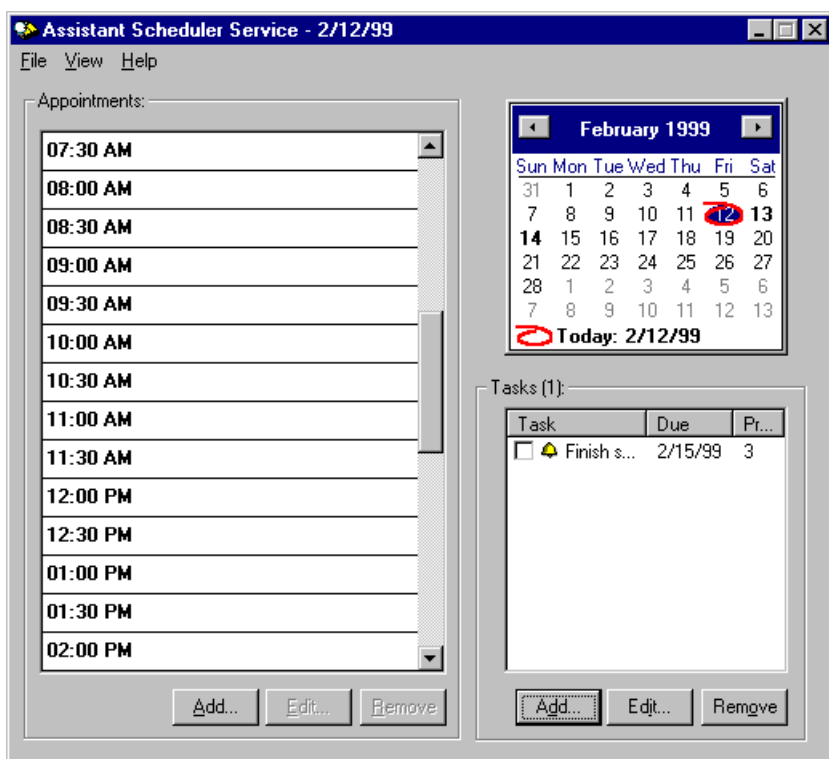 Assistant Scheduler Service - 2/12/99
File View Help
Appointments:
07:30 AM
08:00 AM
08:30 AM
09:00 AM
09:30 AM
10:00 AM
10:30 AM
11:00 AM
11:30 AM
12:00 PM
12:30 PM
01:00 PM
01:30 PM
02:00 PM
Add... Edit... Remove
February 1999
Sun Mon Tue Wed Thu Fri Sat
31 1 2 3 4 5 6
7 8 9 10 11 12 13
14 15 16 17 18 19 20
21 22 23 24 25 26 27
28 1 2 3 4 5 6
7 8 9 10 11 12 13
Today: 2/12/99
Tasks (1):
Task Due Pr...
Finish s... 2/15/99 3
Add... Edit... Remove